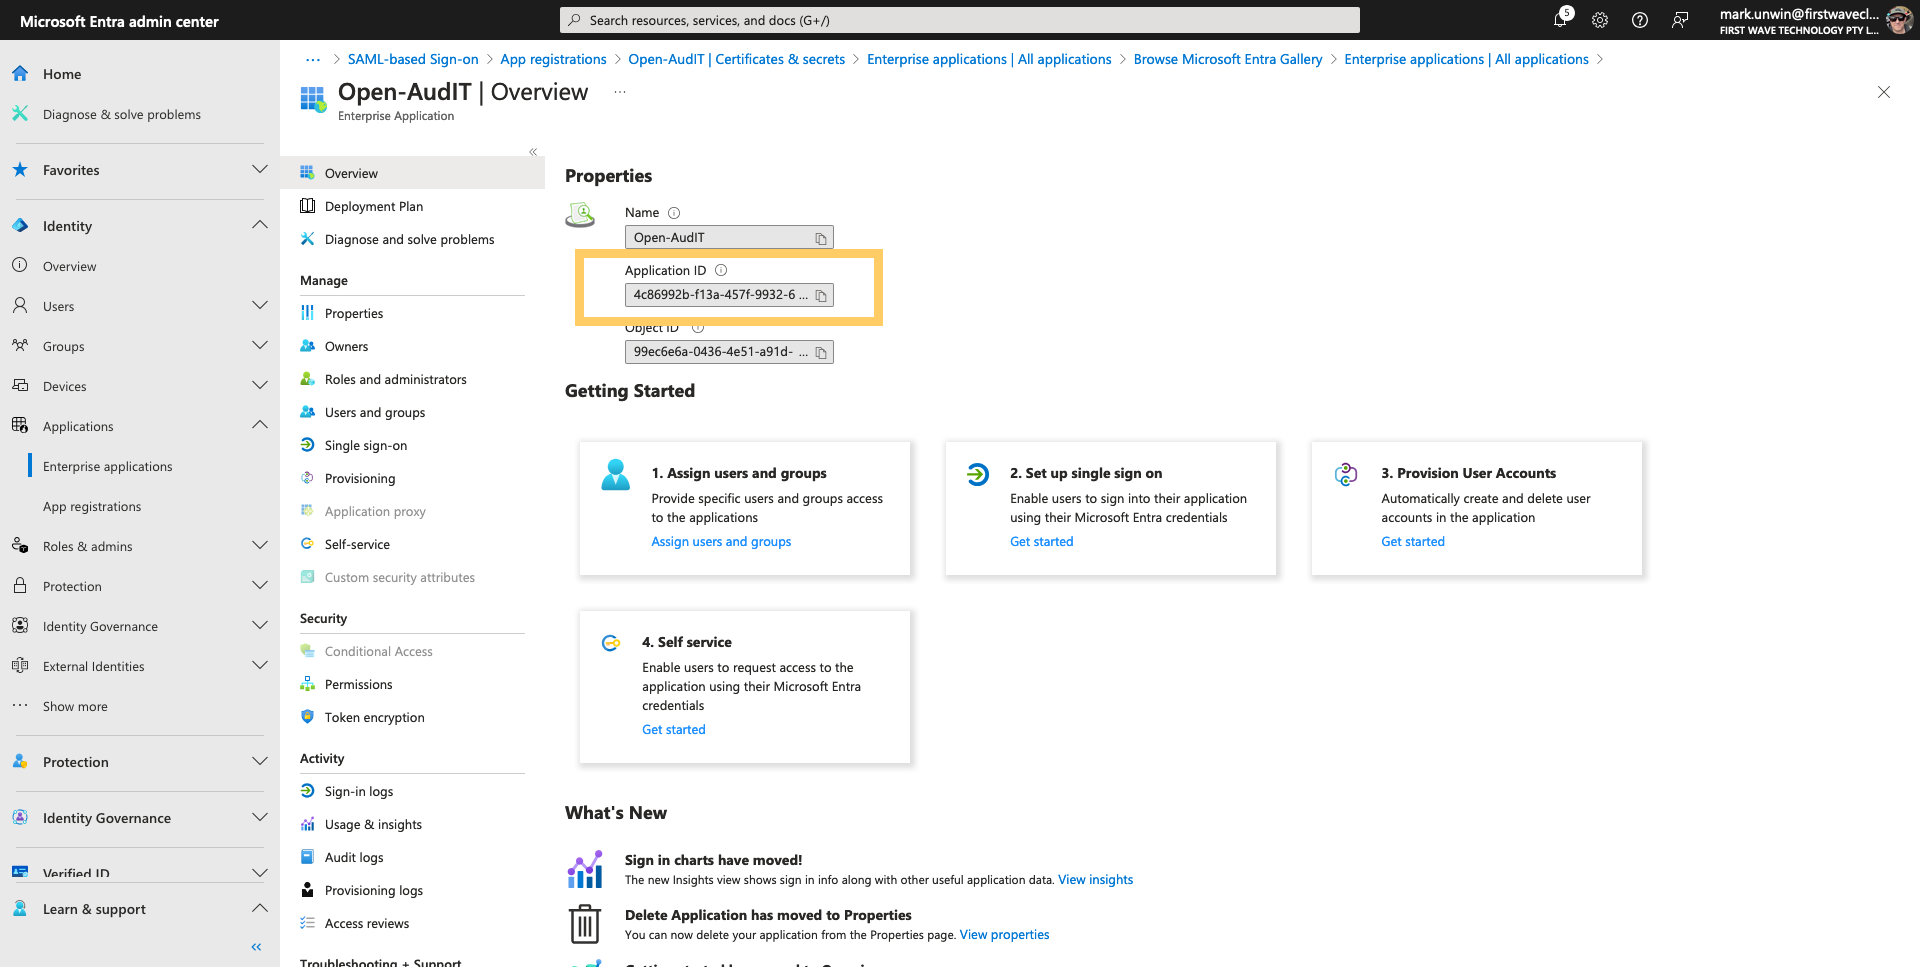 Microsoft Entra admin center
Search resources, services, and docs (G+/)
5
mark.unwin@firstwavecl...
FIRST WAVE TECHNOLOGY PTY L...
Home
Diagnose & solve problems
Favorites
Identity
Overview
Users
Groups
Devices
Applications
Enterprise applications
App registrations
Roles & admins
Protection
Identity Governance
External Identities
Show more
Protection
Identity Governance
Verified ID
Learn & support
«
... > SAML-based Sign-on > App registrations > Open-AudIT | Certificates & secrets > Enterprise applications | All applications > Browse Microsoft Entra Gallery > Enterprise applications | All applications >
Open-AudIT | Overview ...
Enterprise Application
«
Overview
Deployment Plan
Diagnose and solve problems
Manage
Properties
Owners
Roles and administrators
Users and groups
Single sign-on
Provisioning
Application proxy
Self-service
Custom security attributes
Security
Conditional Access
Permissions
Token encryption
Activity
Sign-in logs
Usage & insights
Audit logs
Provisioning logs
Access reviews
Troubleshooting + Support
Properties
Name
Open-AudIT
Application ID
4c86992b-f13a-457f-9932-6 ...
Object ID
99ec6e6a-0436-4e51-a91d- ...
Getting Started
1. Assign users and groups
Provide specific users and groups access
to the applications
Assign users and groups
2. Set up single sign on
Enable users to sign into their application
using their Microsoft Entra credentials
Get started
3. Provision User Accounts
Automatically create and delete user
accounts in the application
Get started
4. Self service
Enable users to request access to the
application using their Microsoft Entra
credentials
Get started
What's New
Sign in charts have moved!
The new Insights view shows sign in info along with other useful application data. View insights
Delete Application has moved to Properties
You can now delete your application from the Properties page. View properties